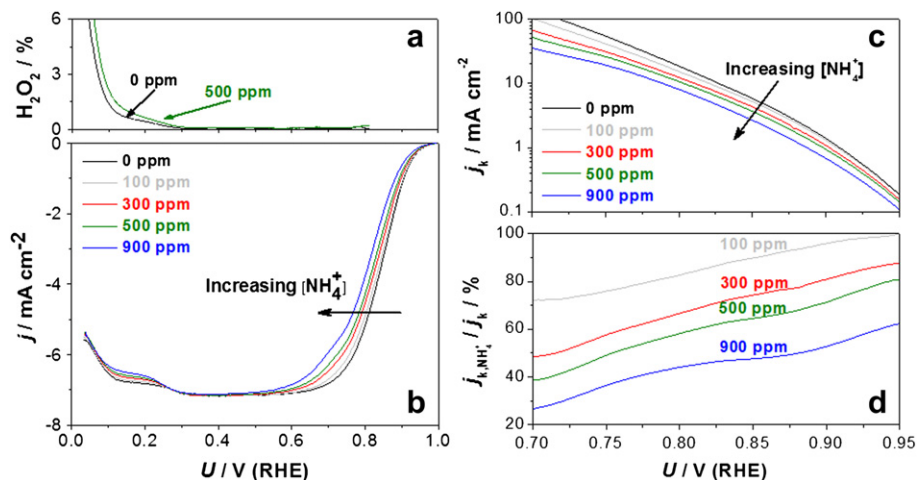 6
4
2
0
H₂O₂ / %
a
0 ppm
500 ppm
0
-2
-4
-6
-8
j / mA cm⁻²
0 ppm
100 ppm
300 ppm
500 ppm
900 ppm
Increasing [NH₄⁺]
b
0.0 0.2 0.4 0.6 0.8 1.0
U / V (RHE)
100
10
1
0.1
jₖ / mA cm⁻²
c
Increasing [NH₄⁺]
0 ppm
100 ppm
300 ppm
500 ppm
900 ppm
100
80
60
40
20
j_k,NH₄⁺ / jₖ / %
100 ppm
300 ppm
500 ppm
900 ppm
d
0.70 0.75 0.80 0.85 0.90 0.95
U / V (RHE)